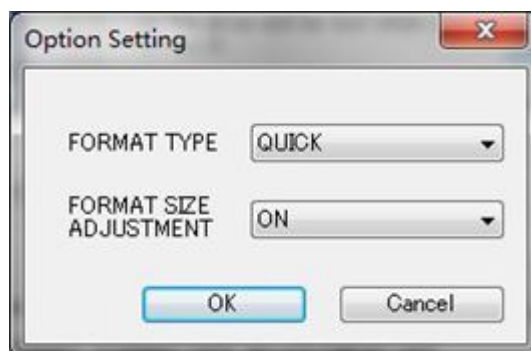 Option Setting
FORMAT TYPE QUICK
FORMAT SIZE
ADJUSTMENT ON
OK Cancel